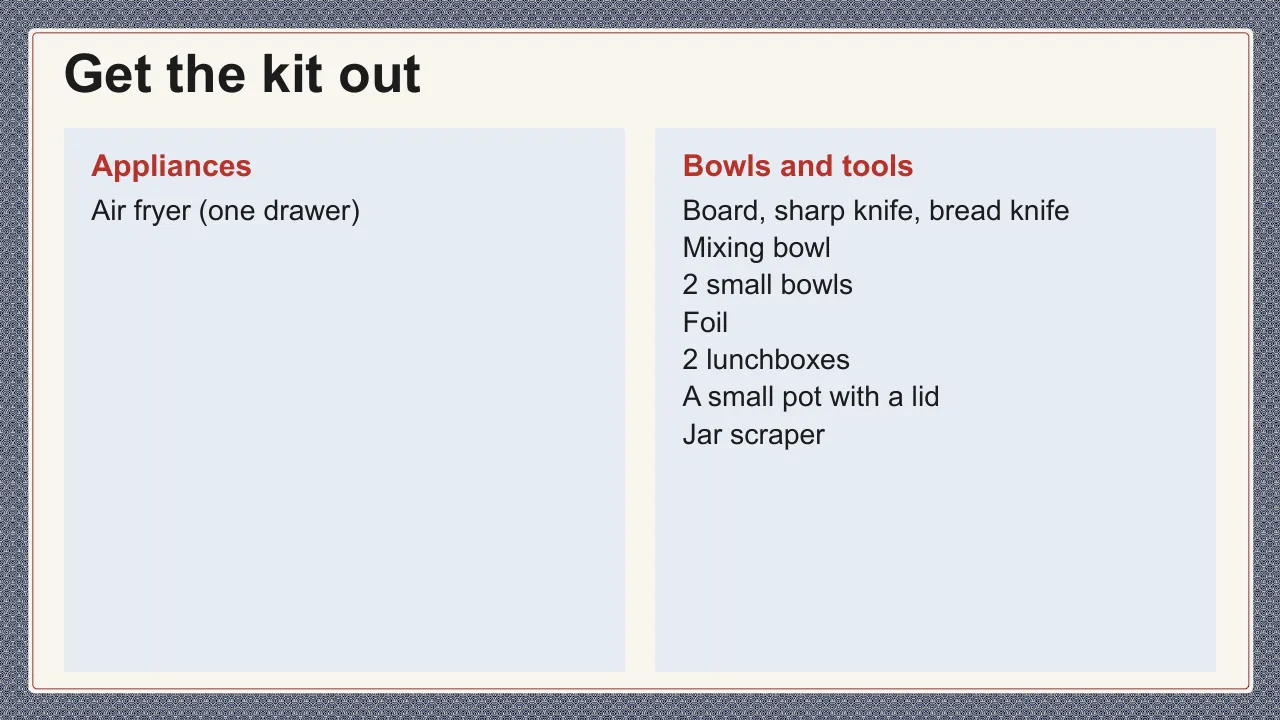 Get the kit out
Appliances
Air fryer (one drawer)
Bowls and tools
Board, sharp knife, bread knife
Mixing bowl
2 small bowls
Foil
2 lunchboxes
A small pot with a lid
Jar scraper